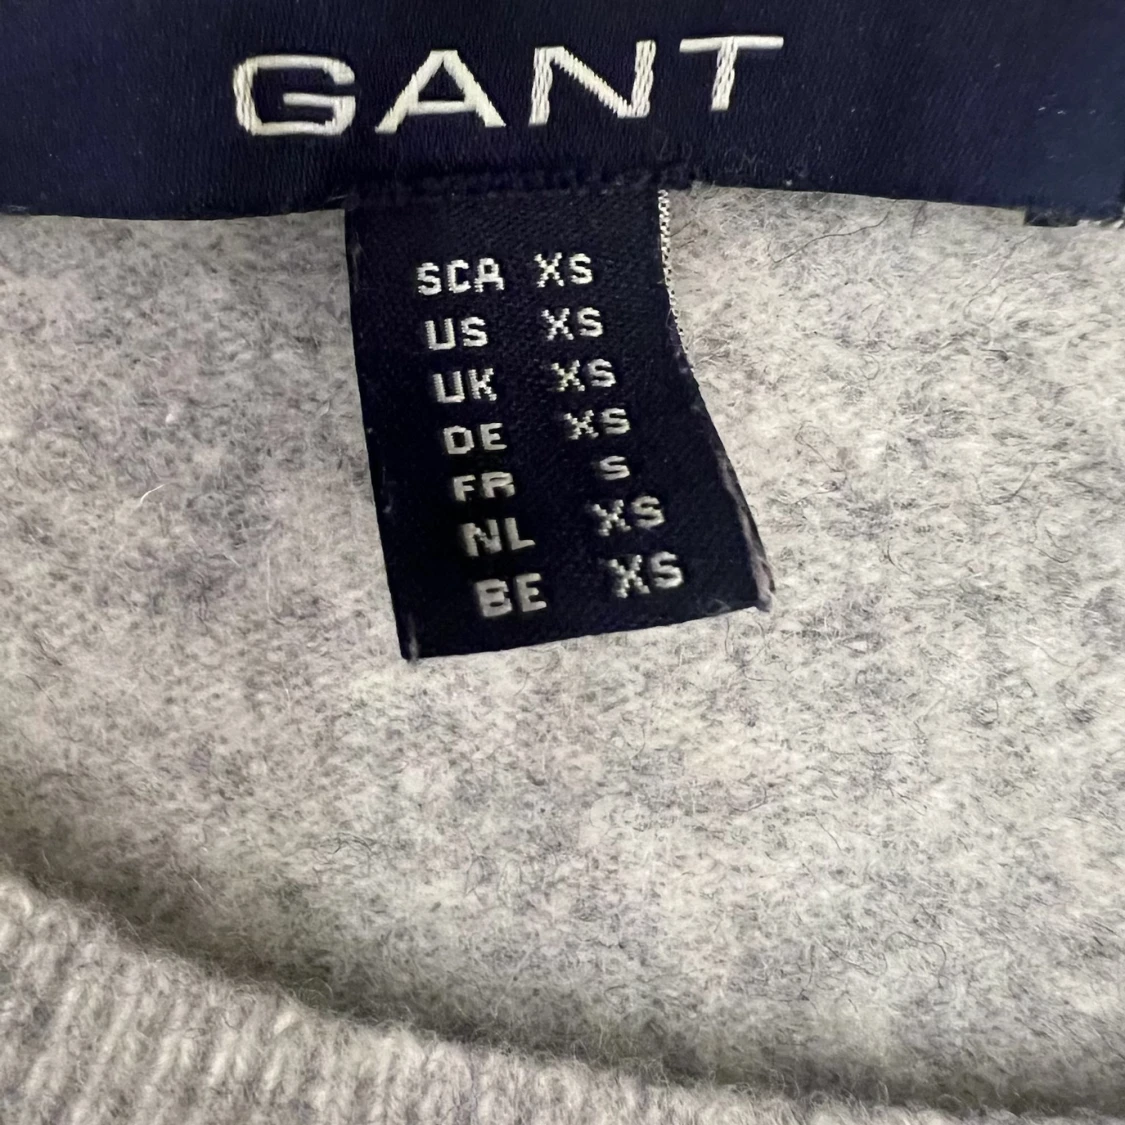 GANT
SCA XS
US XS
UK XS
DE XS
FR S
NL XS
BE XS